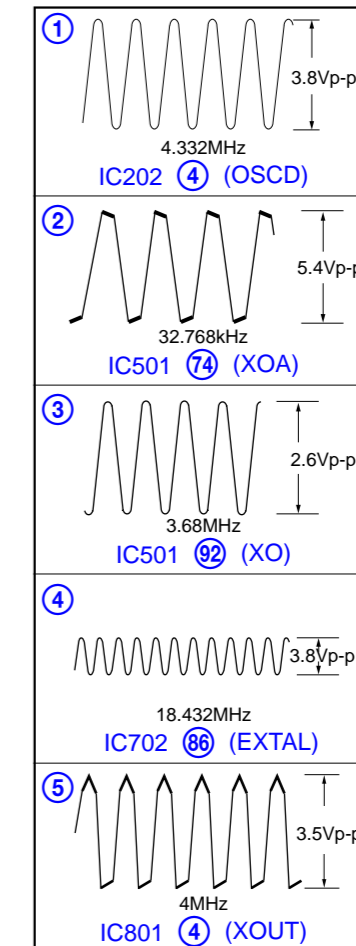 ①
3.8Vp-p
4.332MHz
IC202 ④ (OSCD)
②
5.4Vp-p
32.768kHz
IC501 74 (XOA)
③
2.6Vp-p
3.68MHz
IC501 92 (XO)
④
3.8Vp-p
18.432MHz
IC702 86 (EXTAL)
⑤
3.5Vp-p
4MHz
IC801 ④ (XOUT)